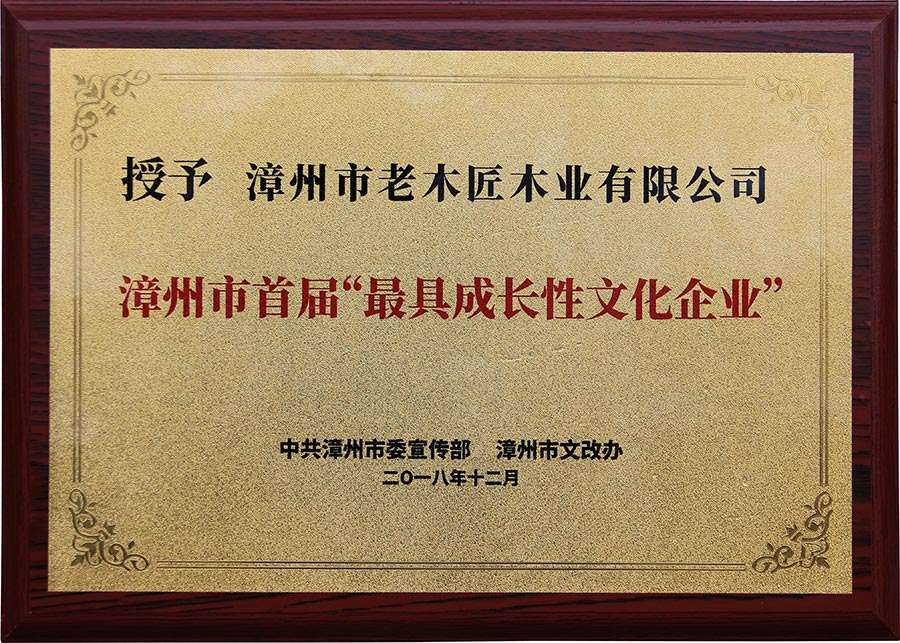 授予 漳州市老木匠木业有限公司
漳州市首届“最具成长性文化企业”
中共漳州市委宣传部 漳州市文改办
二〇一八年十二月